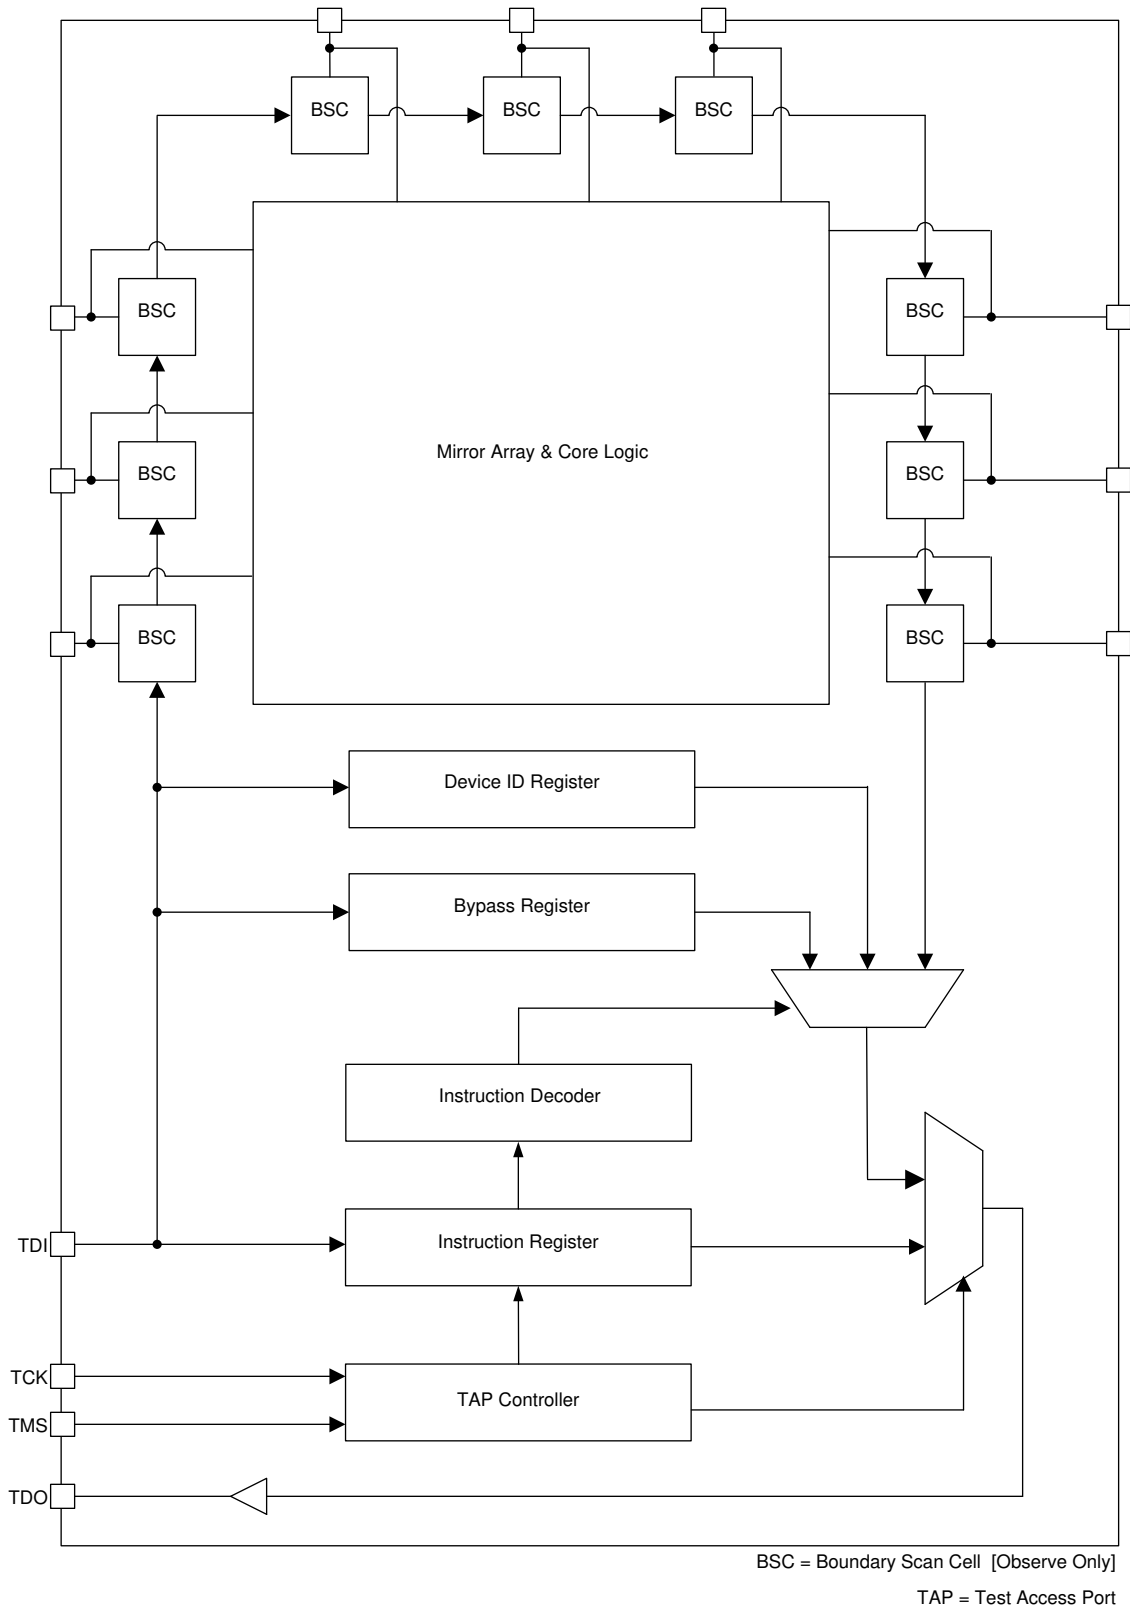 BSC
BSC
BSC
BSC
BSC
BSC
Mirror Array & Core Logic
BSC
BSC
BSC
BSC
Device ID Register
Bypass Register
Instruction Decoder
TDI
Instruction Register
TCK
TAP Controller
TMS
TDO
BSC = Boundary Scan Cell [Observe Only]
TAP = Test Access Port